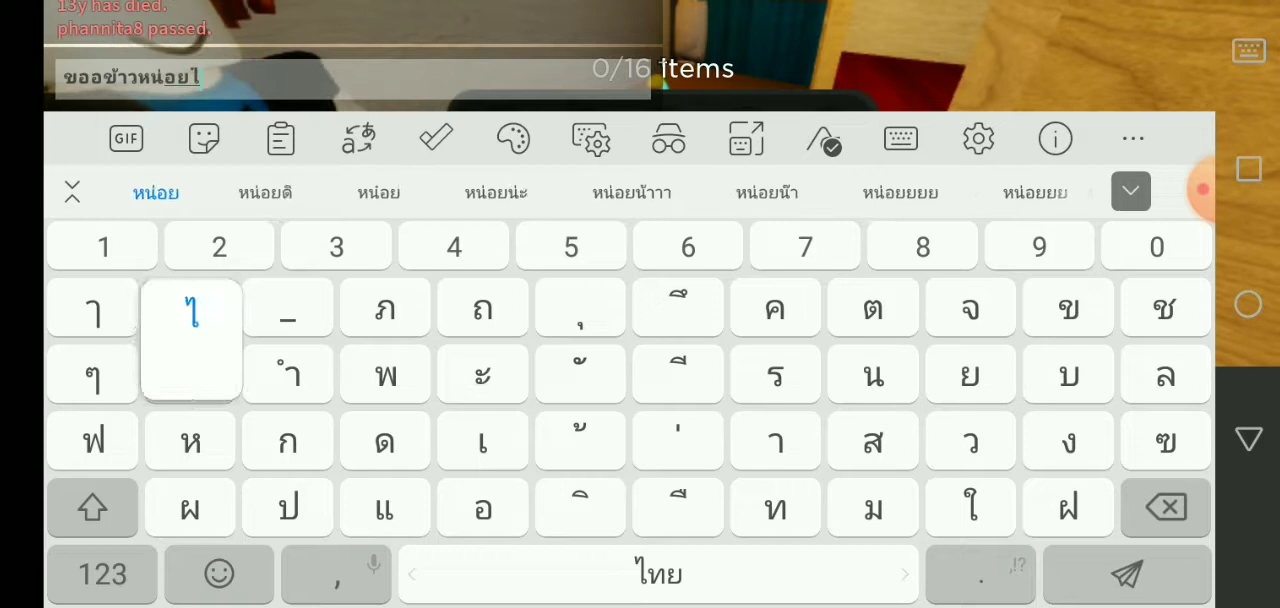 13y has died.
phannita8 passed.
ขออข้าวหน่อยไ
0/16 items
GIF
หน่อย หน่อยดิ หน่อย หน่อยน่ะ หน่อยน้าาา หน่อยน๊า หน่อยยยย หน่อยยย
1 2 3 4 5 6 7 8 9 0
ๅ ไ _ ภ ถ ุ ึ ค ต จ ข ช
ๆ ำ พ ะ ั ี ร น ย บ ล
ฟ ห ก ด เ ้ ่ า ส ว ง ฃ
ผ ป แ อ ิ ื ท ม ใ ฝ
123 , ไทย . ,!?